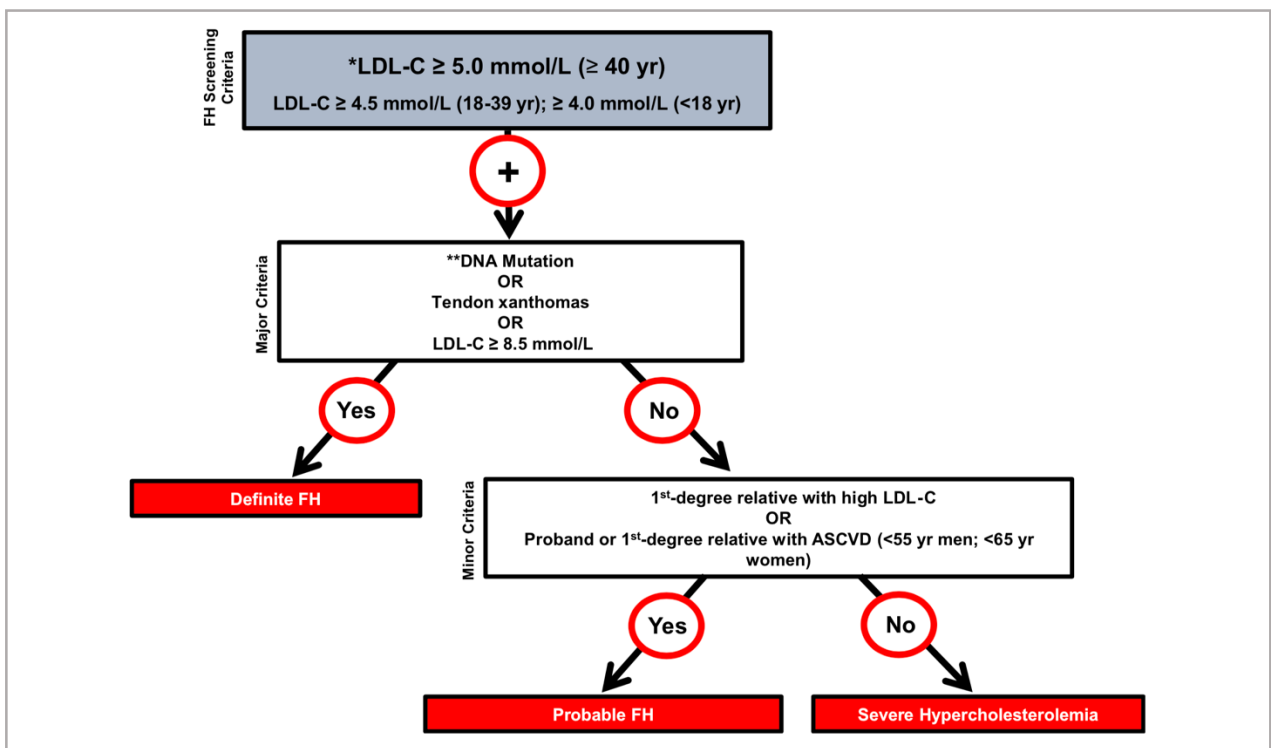 FH Screening
Criteria
*LDL-C ≥ 5.0 mmol/L (≥ 40 yr)
LDL-C ≥ 4.5 mmol/L (18-39 yr); ≥ 4.0 mmol/L (<18 yr)
+
Major Criteria
**DNA Mutation
OR
Tendon xanthomas
OR
LDL-C ≥ 8.5 mmol/L
Yes
No
Definite FH
Minor Criteria
1st-degree relative with high LDL-C
OR
Proband or 1st-degree relative with ASCVD (<55 yr men; <65 yr
women)
Yes
No
Probable FH
Severe Hypercholesterolemia